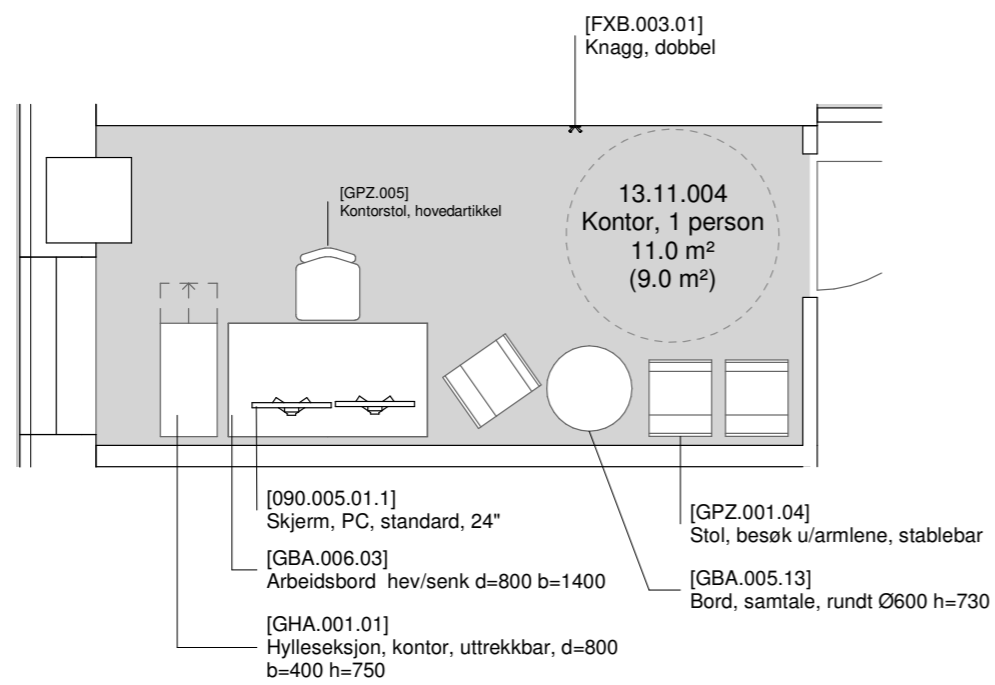 [FXB.003.01]
Knagg, dobbel
[GPZ.005]
Kontorstol, hovedartikkel
13.11.004
Kontor, 1 person
11.0 m²
(9.0 m²)
[090.005.01.1]
Skjerm, PC, standard, 24"
[GBA.006.03]
Arbeidsbord hev/senk d=800 b=1400
[GHA.001.01]
Hylleseksjon, kontor, uttrekkbar, d=800
b=400 h=750
[GPZ.001.04]
Stol, besøk u/armlene, stablebar
[GBA.005.13]
Bord, samtale, rundt Ø600 h=730